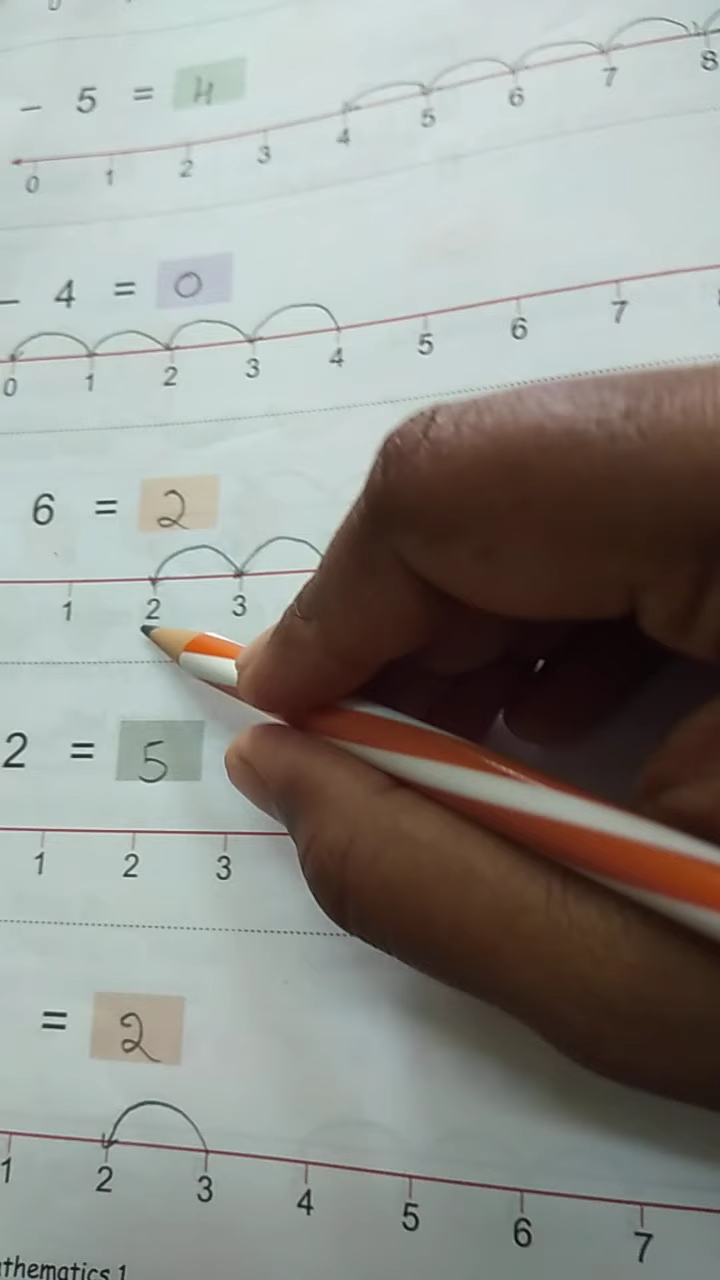 - 5 = 4
0 1 2 3 4 5 6 7 8
- 4 = 0
0 1 2 3 4 5 6 7
6 = 2
1 2 3
2 = 5
1 2 3
= 2
1 2 3 4 5 6 7
thematics 1